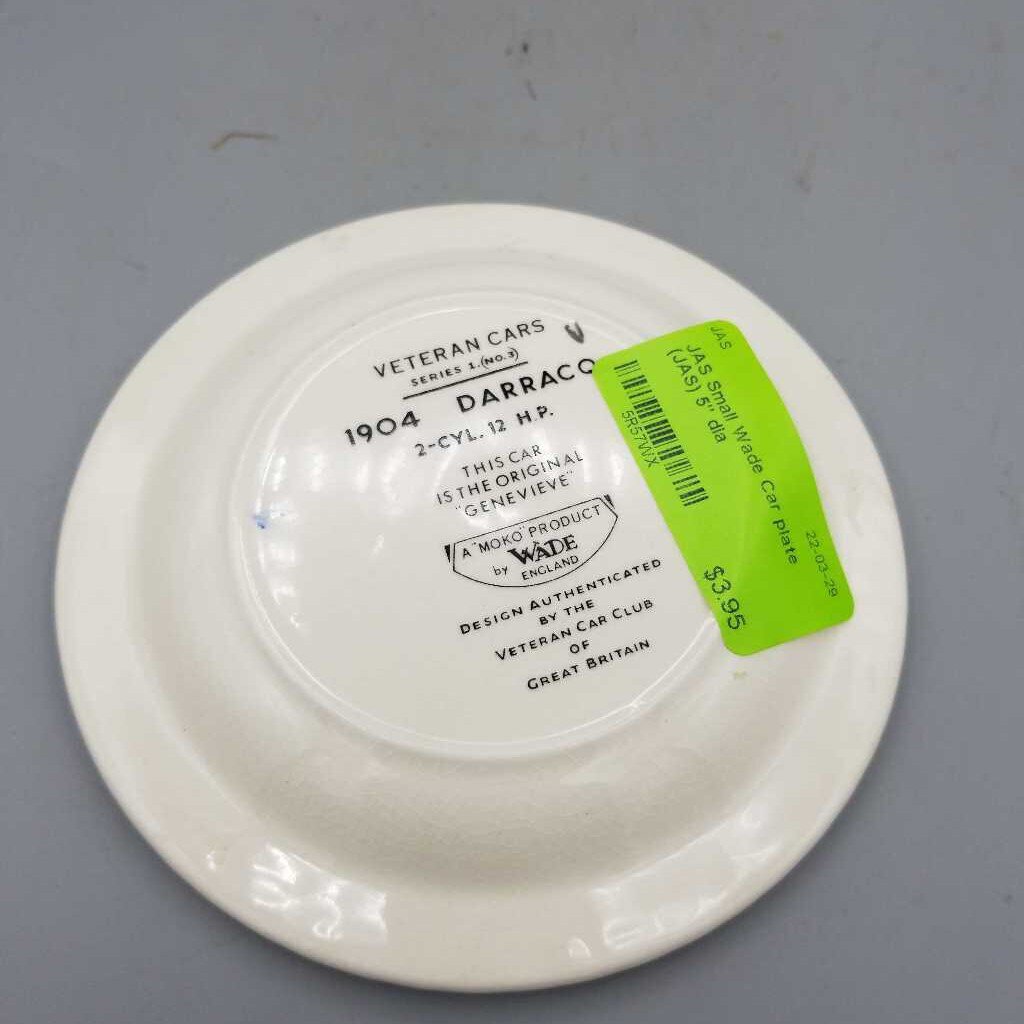 VETERAN CARS
SERIES 1. (NO.3)
1904 DARRACQ
2-CYL. 12 H.P.
THIS CAR
IS THE ORIGINAL
"GENEVIEVE"
A "MOKO" PRODUCT
by WADE
ENGLAND
DESIGN AUTHENTICATED
BY THE
VETERAN CAR CLUB
OF
GREAT BRITAIN
JAS
JAS Small Wade Car plate
(JAS) 5" dia
5R57WX
22-03-29
$3.95